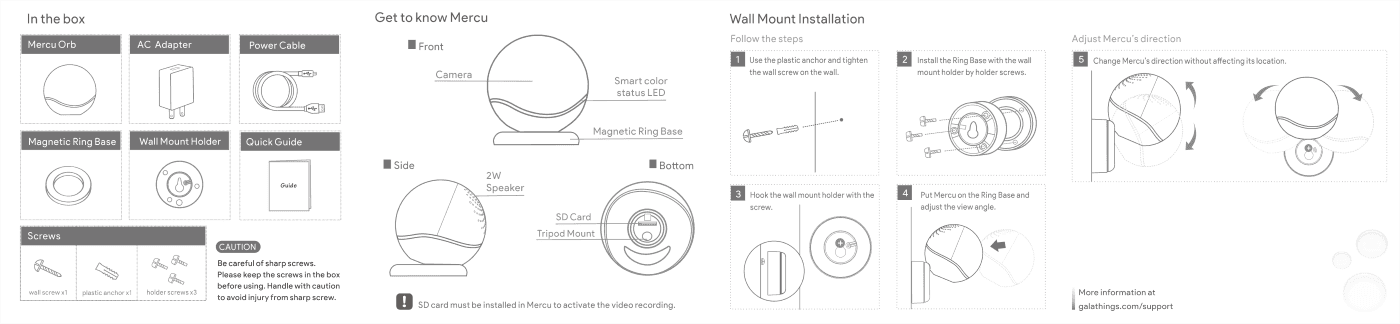 In the box
Mercu Orb
AC Adapter
Power Cable
Magnetic Ring Base
Wall Mount Holder
Quick Guide
Guide
Screws
wall screw x1
plastic anchor x1
holder screws x3
CAUTION
Be careful of sharp screws.
Please keep the screws in the box
before using. Handle with caution
to avoid injury from sharp screw.
Get to know Mercu
Front
Camera
Smart color
status LED
Magnetic Ring Base
Side
2W
Speaker
Bottom
SD Card
Tripod Mount
! SD card must be installed in Mercu to activate the video recording.
Wall Mount Installation
Follow the steps
1 Use the plastic anchor and tighten
the wall screw on the wall.
2 Install the Ring Base with the wall
mount holder by holder screws.
3 Hook the wall mount holder with the
screw.
4 Put Mercu on the Ring Base and
adjust the view angle.
Adjust Mercu's direction
5 Change Mercu's direction without affecting its location.
More information at
galathings.com/support